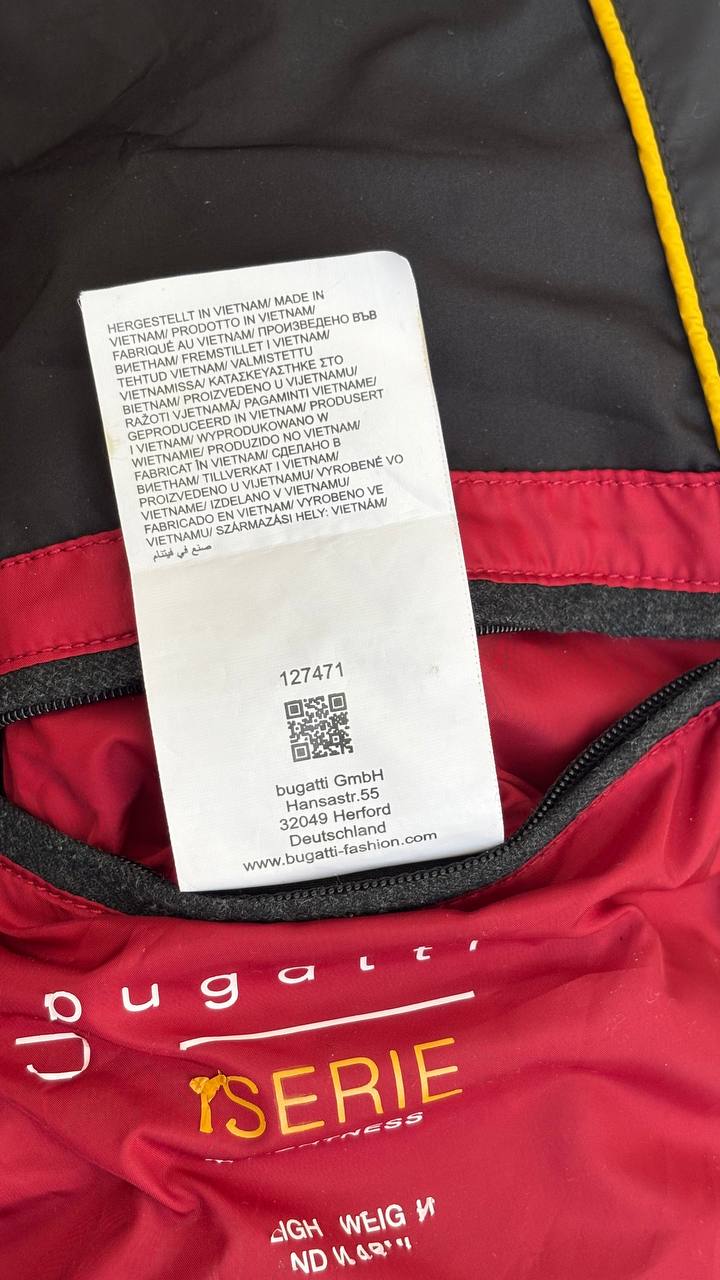 HERGESTELLT IN VIETNAM/ MADE IN
VIETNAM/ PRODOTTO IN VIETNAM/
FABRIQUÉ AU VIETNAM/ ПРОИЗВЕДЕНО ВЪВ
ВИЕТНАМ/ FREMSTILLET I VIETNAM/
TEHTUD VIETNAM/ VALMISTETTU
VIETNAMISSA/ ΚΑΤΑΣΚΕΥΑΣΤΗΚΕ ΣΤΟ
ΒΙΕΤΝΑΜ/ PROIZVEDENO U VIJETNAMU/
RAŽOTI VJETNAMĀ/ PAGAMINTI VIETNAME/
GEPRODUCEERD IN VIETNAM/ PRODUSERT
I VIETNAM/ WYPRODUKOWANO W
WIETNAMIE/ PRODUZIDO NO VIETNAM/
FABRICAT ÎN VIETNAM/ СДЕЛАНО В
ВИЕТНАМ/ TILLVERKAT I VIETNAM/
PROIZVEDENO U VIJETNAMU/ VYROBENÉ VO
VIETNAME/ IZDELANO V VIETNAMU/
FABRICADO EN VIETNAM/ VYROBENO VE
VIETNAMU/ SZÁRMAZÁSI HELY: VIETNÁM/
صنع في فيتنام
127471
bugatti GmbH
Hansastr.55
32049 Herford
Deutschland
www.bugatti-fashion.com
bugatti
SERIE